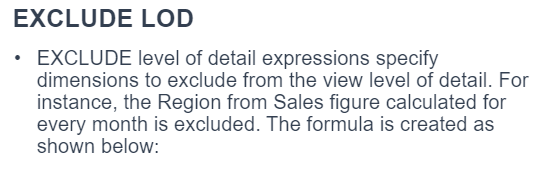 EXCLUDE LOD
• EXCLUDE level of detail expressions specify
dimensions to exclude from the view level of detail. For
instance, the Region from Sales figure calculated for
every month is excluded. The formula is created as
shown below: